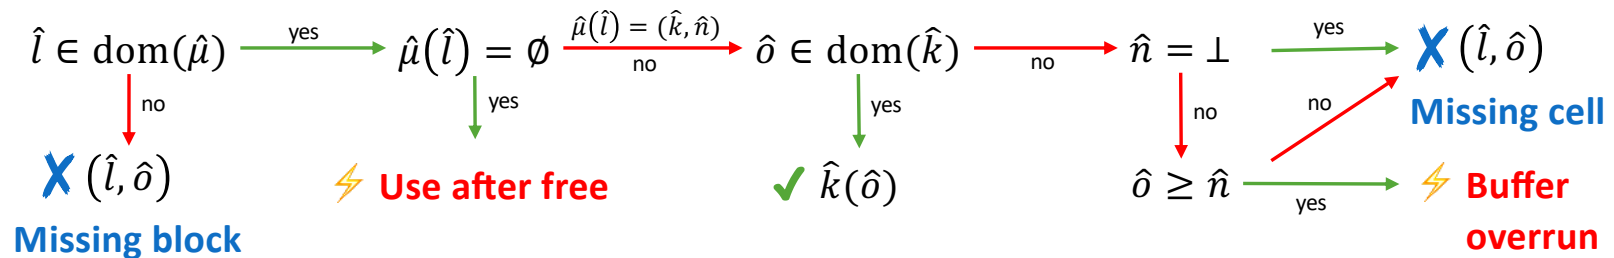 l̂ ∈ dom(μ̂) yes μ̂(l̂) = ∅ μ̂(l̂) = (k̂, n̂) no ô ∈ dom(k̂) no n̂ = ⊥ yes ✘ (l̂, ô)
Missing cell
no yes yes no no
✘ (l̂, ô) ⚡ Use after free ✔ k̂(ô) ô ≥ n̂ yes ⚡ Buffer
Missing block overrun